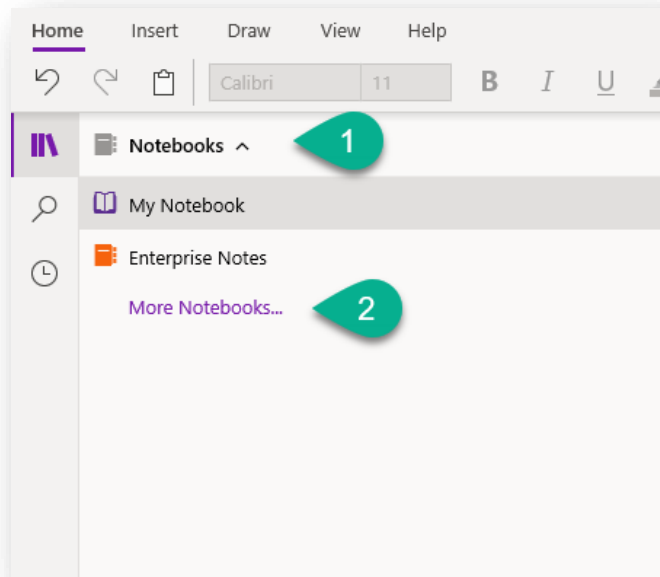 Home Insert Draw View Help
Calibri 11 B I U
Notebooks 1
My Notebook
Enterprise Notes
More Notebooks... 2